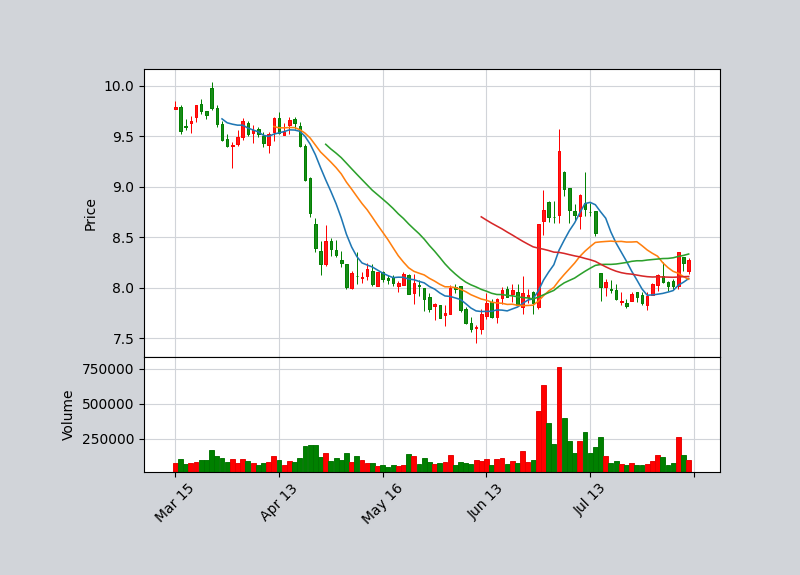 10.0
9.5
9.0
8.5
8.0
7.5
Price
750000
500000
250000
Volume
Mar 15
Apr 13
May 16
Jun 13
Jul 13